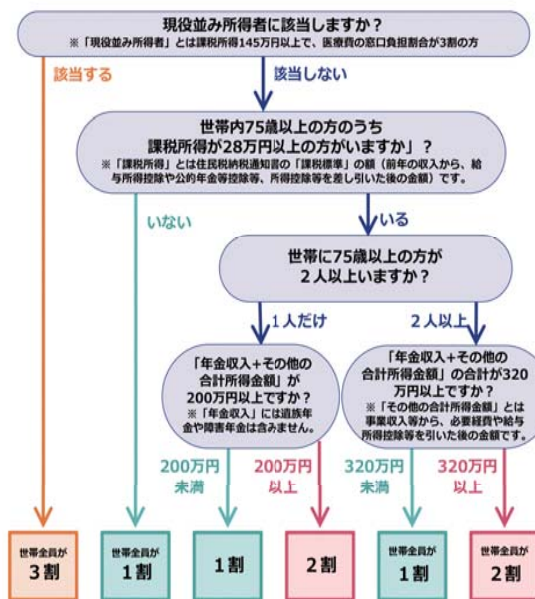 現役並み所得者に該当しますか？
※「現役並み所得者」とは課税所得145万円以上で、医療費の窓口負担割合が3割の方
該当する
該当しない
世帯内75歳以上の方のうち
課税所得が28万円以上の方がいますか」？
※「課税所得」とは住民税納税通知書の「課税標準」の額（前年の収入から、給
与所得控除や公的年金等控除等、所得控除等を差し引いた後の金額）です。
いない
いる
世帯に75歳以上の方が
2人以上いますか？
1人だけ
2人以上
「年金収入+その他の
合計所得金額」が
200万円以上ですか？
※「年金収入」には遺族年
金や障害年金は含みません。
「年金収入+その他の
合計所得金額」の合計が320
万円以上ですか？
※「その他の合計所得金額」とは
事業収入等から、必要経費や給与
所得控除等を引いた後の金額です。
200万円
未満
200万円
以上
320万円
未満
320万円
以上
世帯全員が
3割
世帯全員が
1割
1割
2割
世帯全員が
1割
世帯全員が
2割